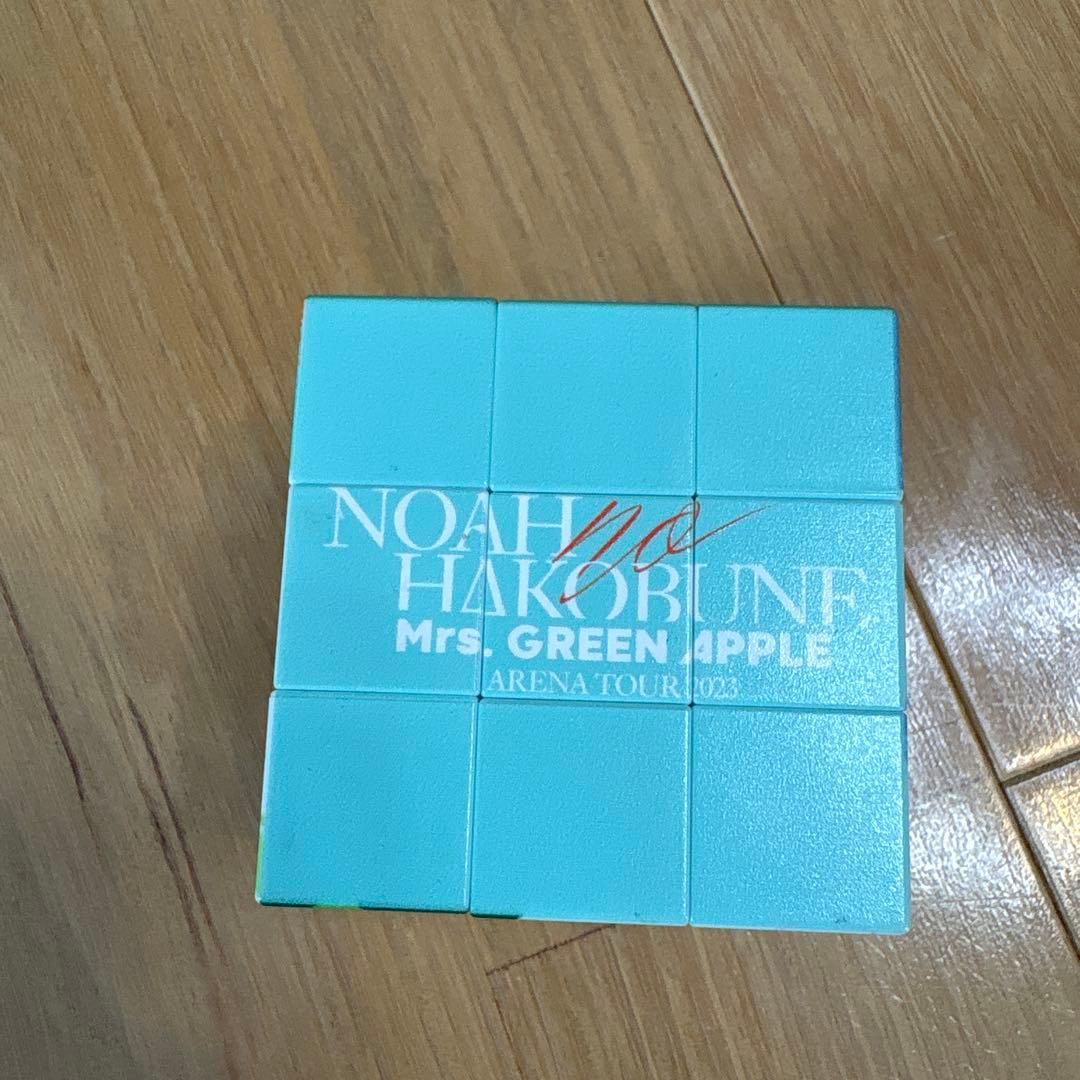 NOAH no
HAKOBUNE
Mrs. GREEN APPLE
ARENA TOUR 2023